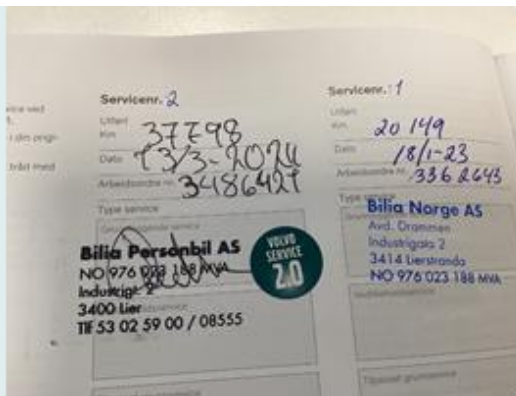 Servicenr. 2
Utført
Km 37798
Dato 13/3-2024
Arbeidsordre nr. 3486421
Type service
Bilia Personbil AS
NO 976 023 188 MVA
Industrigt. 2
3400 Lier
Tlf 53 02 59 00 / 08555
VOLVO
SERVICE
2.0
Servicenr. 1
Utført
Km 20 149
Dato 18/1-23
Arbeidsordre nr. 3362643
Type service
Bilia Norge AS
Avd. Drammen
Industrigata 2
3414 Lierstranda
NO 976 023 188 MVA